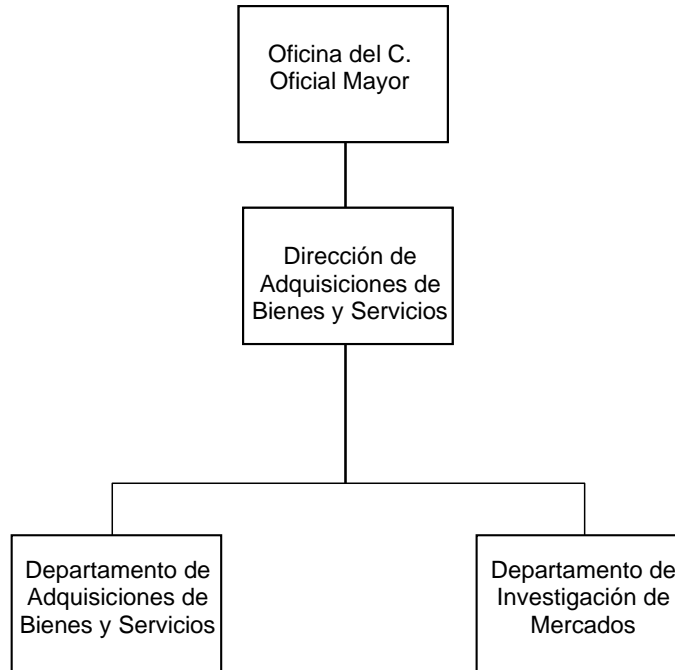 Oficina del C.
Oficial Mayor
Dirección de
Adquisiciones de
Bienes y Servicios
Departamento de
Adquisiciones de
Bienes y Servicios
Departamento de
Investigación de
Mercados